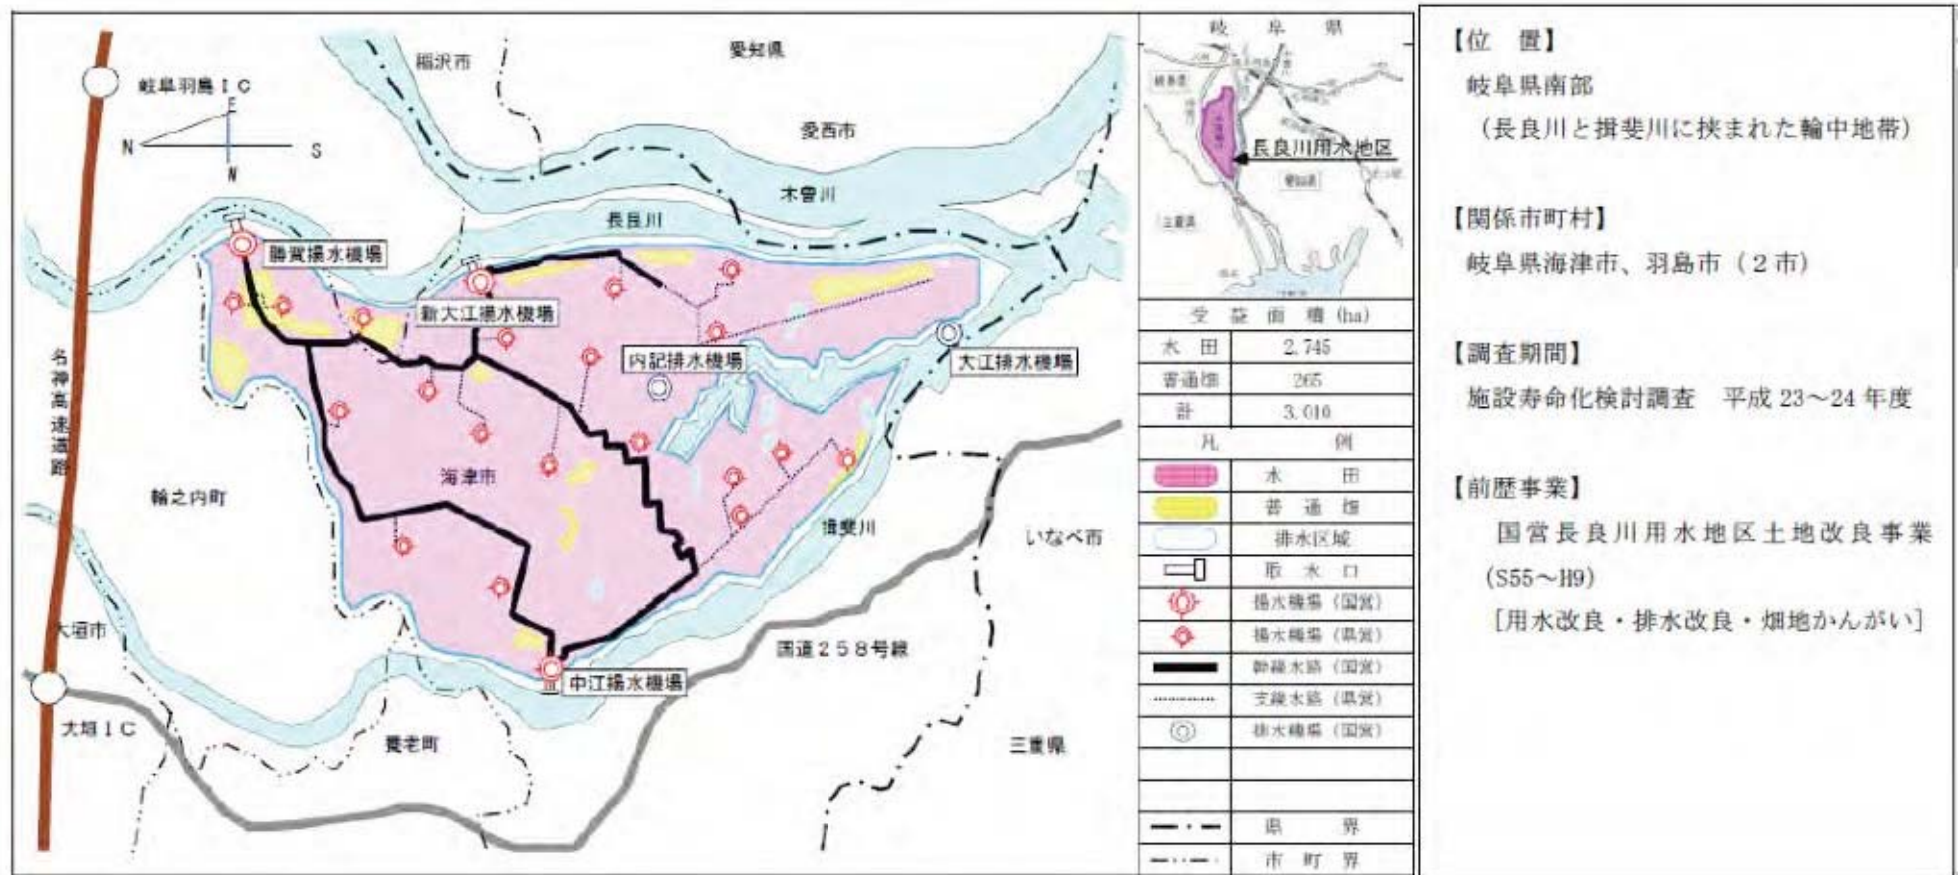 稲沢市
愛知県
岐阜羽島IC
E
N
S
N
愛西市
木曽川
長良川
勝賀揚水機場
新大江揚水機場
内記排水機場
大江排水機場
名神高速道路
海津市
輪之内町
揖斐川
いなべ市
大垣市
国道258号線
中江揚水機場
大垣IC
養老町
三重県
岐阜県
岐阜県
長良川用水地区
愛知県
三重県
受益面積(ha)
水田 2,745
普通畑 265
計 3,010
凡例
水田
普通畑
排水区域
取水口
揚水機場(国営)
揚水機場(県営)
幹線水路(国営)
支線水路(県営)
排水機場(国営)
県界
市町界
【位 置】
岐阜県南部
(長良川と揖斐川に挟まれた輪中地帯)
【関係市町村】
岐阜県海津市、羽島市(2市)
【調査期間】
施設寿命化検討調査 平成23~24年度
【前歴事業】
国営長良川用水地区土地改良事業
(S55~H9)
[用水改良・排水改良・畑地かんがい]